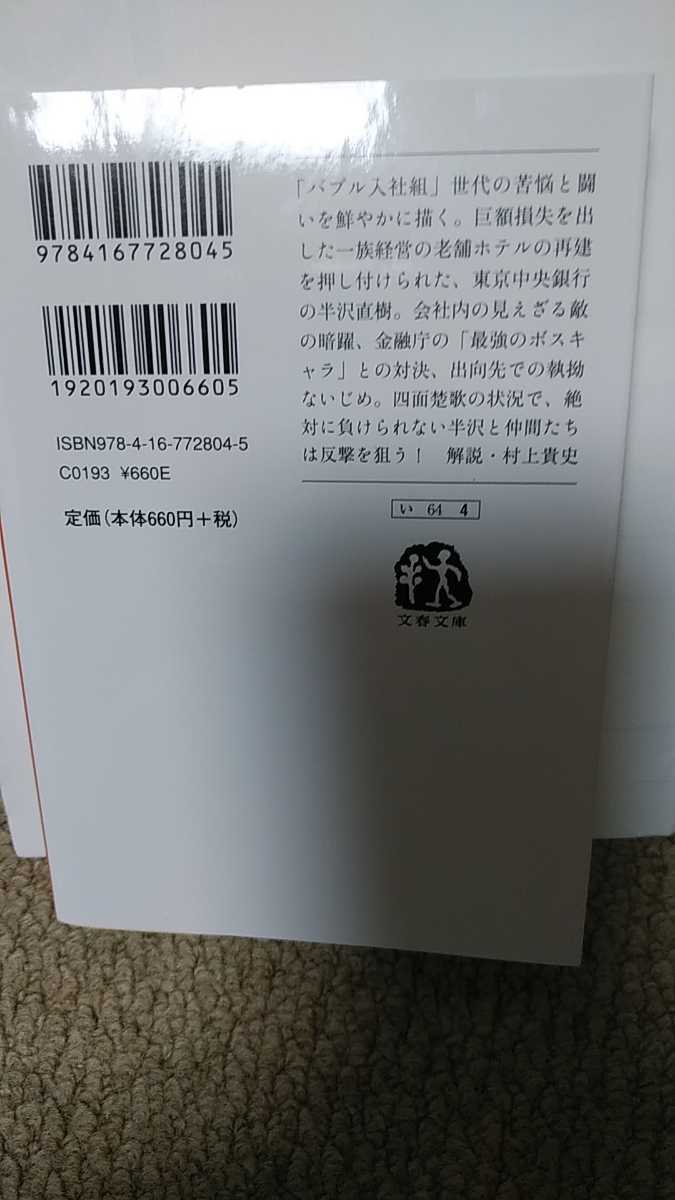 9784167728045
1920193006605
ISBN978-4-16-772804-5
C0193 ¥660E
定価(本体660円+税)
「バブル入社組」世代の苦悩と闘
いを鮮やかに描く。巨額損失を出
した一族経営の老舗ホテルの再建
を押し付けられた、東京中央銀行
の半沢直樹。会社内の見えざる敵
の暗躍、金融庁の「最強のボスキ
ャラ」との対決、出向先での執拗
ないじめ。四面楚歌の状況で、絶
対に負けられない半沢と仲間たち
は反撃を狙う! 解説・村上貴史
い 64 4
文春文庫